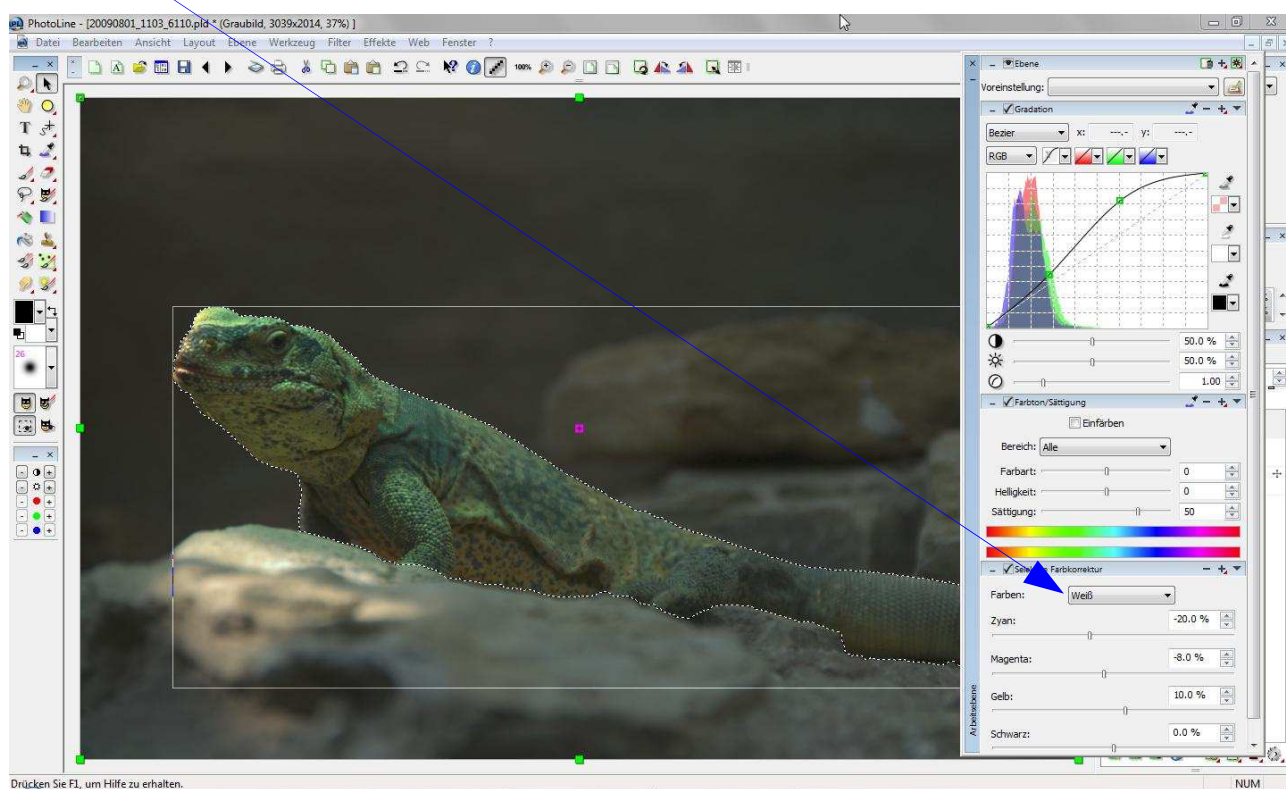 PhotoLine - [20090801_1103_6110.pld * (Graubild, 3039x2014, 37%) ]
Datei Bearbeiten Ansicht Layout Ebene Werkzeug Filter Effekte Web Fenster ?
100%
26
Ebene
Voreinstellung:
Gradation
Bezier x: ---,- y: ---,-
RGB
50.0 %
50.0 %
1.00
Farbton/Sättigung
Einfärben
Bereich: Alle
Farbart: 0
Helligkeit: 0
Sättigung: 50
Farbkorrektur
Farben: Weiß
Zyan: -20.0 %
Magenta: -8.0 %
Gelb: 10.0 %
Schwarz: 0.0 %
Arbeitsebene
Drücken Sie F1, um Hilfe zu erhalten.
NUM